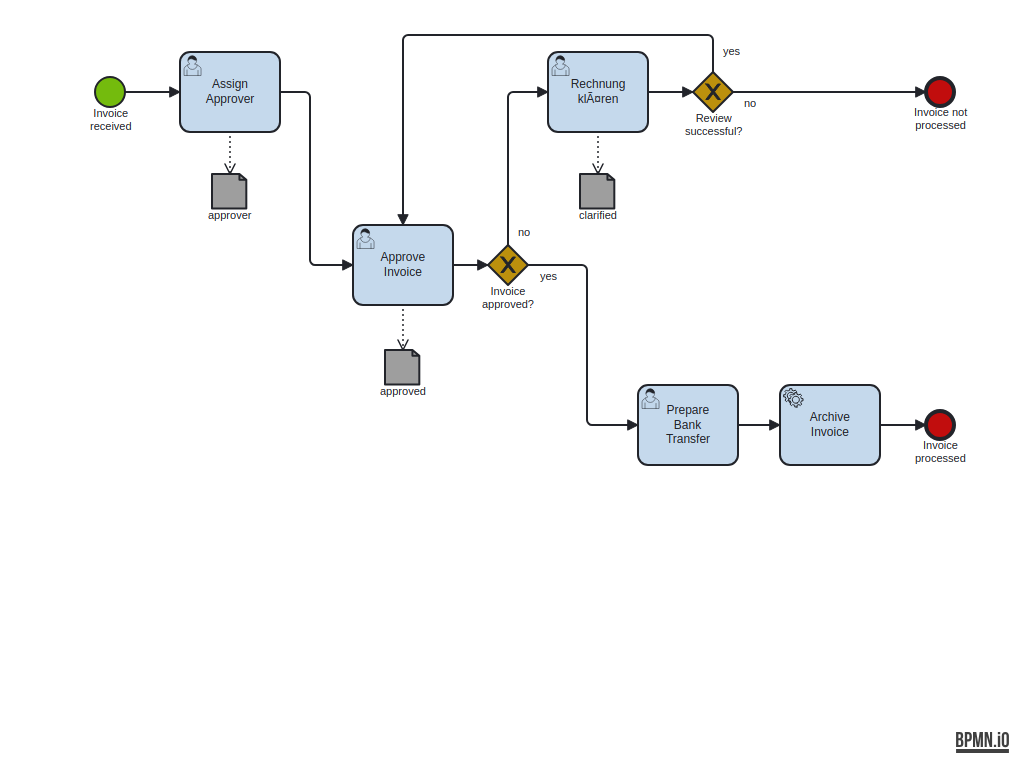 yes
Assign
Approver
Rechnung
klÃ¤ren
no
Invoice
received
Review
successful?
Invoice not
processed
approver
clarified
no
Approve
Invoice
yes
Invoice
approved?
approved
Prepare
Bank
Transfer
Archive
Invoice
Invoice
processed
BPMN.iO